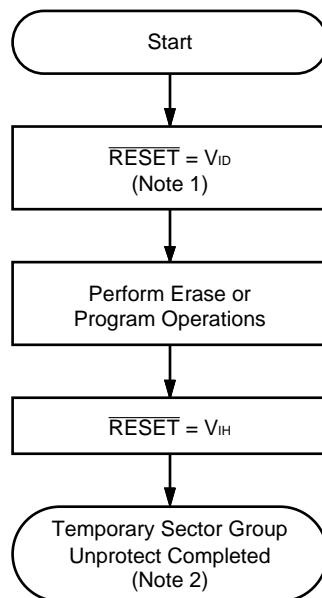 Start
RESET = VID
(Note 1)
Perform Erase or
Program Operations
RESET = VIH
Temporary Sector Group
Unprotect Completed
(Note 2)